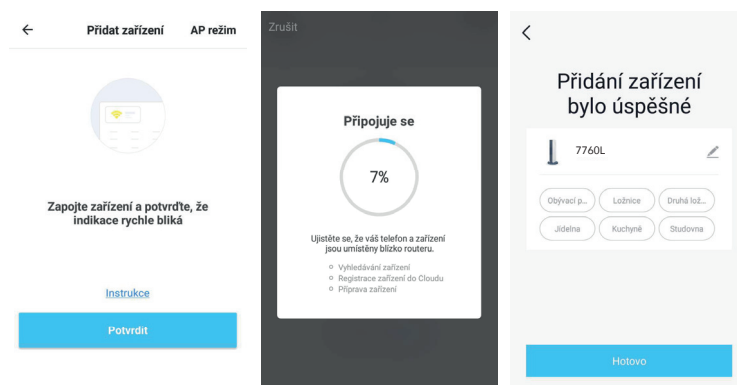 Přidat zařízení
AP režim
Zapojte zařízení a potvrďte, že
indikace rychle bliká
Instrukce
Potvrdit
Zrušit
Připojuje se
7%
Ujistěte se, že váš telefon a zařízení
jsou umístěny blízko routeru.
Vyhledávání zařízení
Registrace zařízení do Cloudu
Příprava zařízení
Přidání zařízení
bylo úspěšné
7760L
Obývací p...
Ložnice
Druhá lož...
Jídelna
Kuchyně
Studovna
Hotovo